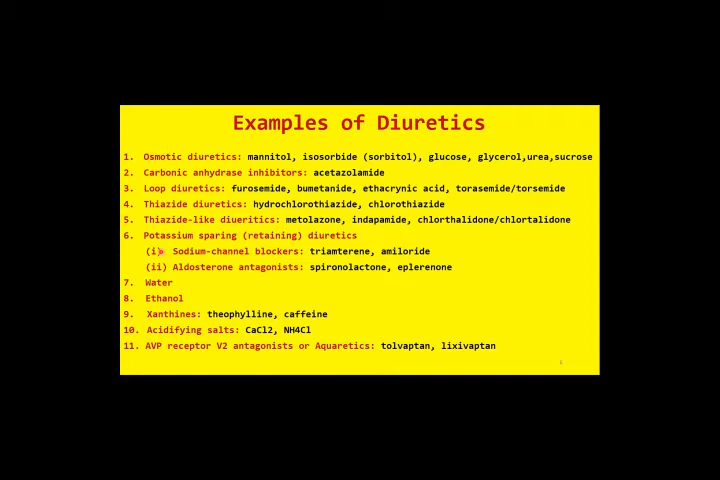 Examples of Diuretics
1. Osmotic diuretics: mannitol, isosorbide (sorbitol), glucose, glycerol,urea,sucrose
2. Carbonic anhydrase inhibitors: acetazolamide
3. Loop diuretics: furosemide, bumetanide, ethacrynic acid, torasemide/torsemide
4. Thiazide diuretics: hydrochlorothiazide, chlorothiazide
5. Thiazide-like diueritics: metolazone, indapamide, chlorthalidone/chlortalidone
6. Potassium sparing (retaining) diuretics
(i) Sodium-channel blockers: triamterene, amiloride
(ii) Aldosterone antagonists: spironolactone, eplerenone
7. Water
8. Ethanol
9. Xanthines: theophylline, caffeine
10. Acidifying salts: CaCl2, NH4Cl
11. AVP receptor V2 antagonists or Aquaretics: tolvaptan, lixivaptan